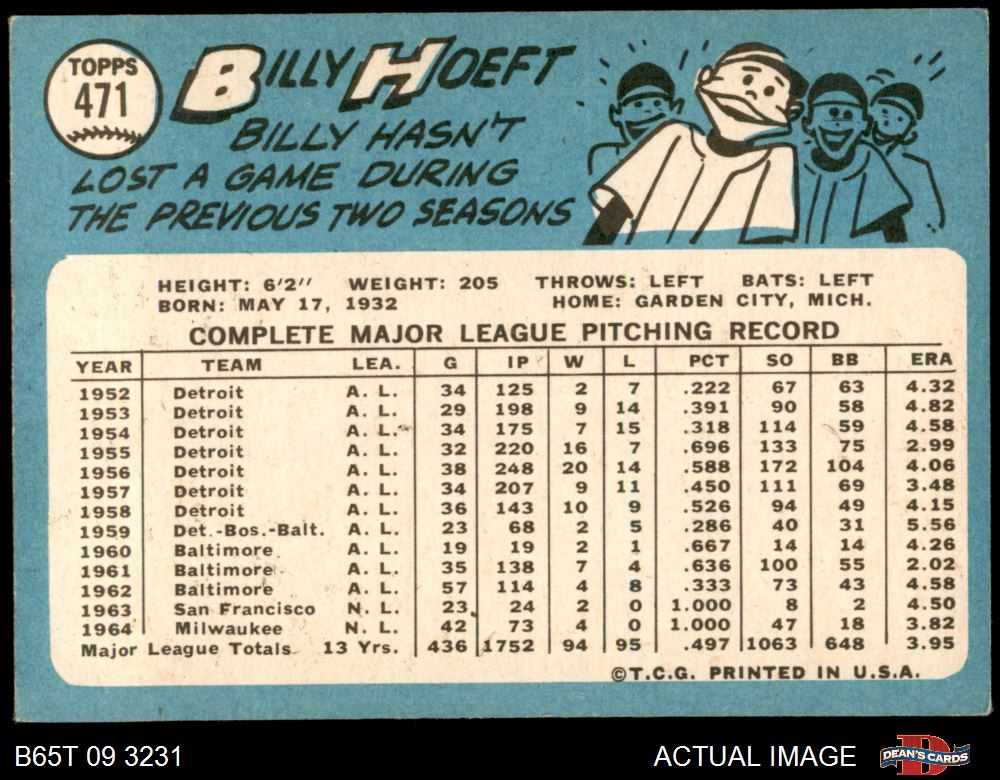 TOPPS
471
BILLY HOEFT
BILLY HASN'T
LOST A GAME DURING
THE PREVIOUS TWO SEASONS
HEIGHT: 6'2" WEIGHT: 205 THROWS: LEFT BATS: LEFT
BORN: MAY 17, 1932 HOME: GARDEN CITY, MICH.
COMPLETE MAJOR LEAGUE PITCHING RECORD
YEAR TEAM LEA. G IP W L PCT SO BB ERA
1952 Detroit A. L. 34 125 2 7 .222 67 63 4.32
1953 Detroit A. L. 29 198 9 14 .391 90 58 4.82
1954 Detroit A. L. 34 175 7 15 .318 114 59 4.58
1955 Detroit A. L. 32 220 16 7 .696 133 75 2.99
1956 Detroit A. L. 38 248 20 14 .588 172 104 4.06
1957 Detroit A. L. 34 207 9 11 .450 111 69 3.48
1958 Detroit A. L. 36 143 10 9 .526 94 49 4.15
1959 Det.-Bos.-Balt. A. L. 23 68 2 5 .286 40 31 5.56
1960 Baltimore A. L. 19 19 2 1 .667 14 14 4.26
1961 Baltimore A. L. 35 138 7 4 .636 100 55 2.02
1962 Baltimore A. L. 57 114 4 8 .333 73 43 4.58
1963 San Francisco N. L. 23 24 2 0 1.000 8 2 4.50
1964 Milwaukee N. L. 42 73 4 0 1.000 47 18 3.82
Major League Totals 13 Yrs. 436 1752 94 95 .497 1063 648 3.95
©T.C.G. PRINTED IN U.S.A.
B65T 09 3231 ACTUAL IMAGE DEAN'S CARDS